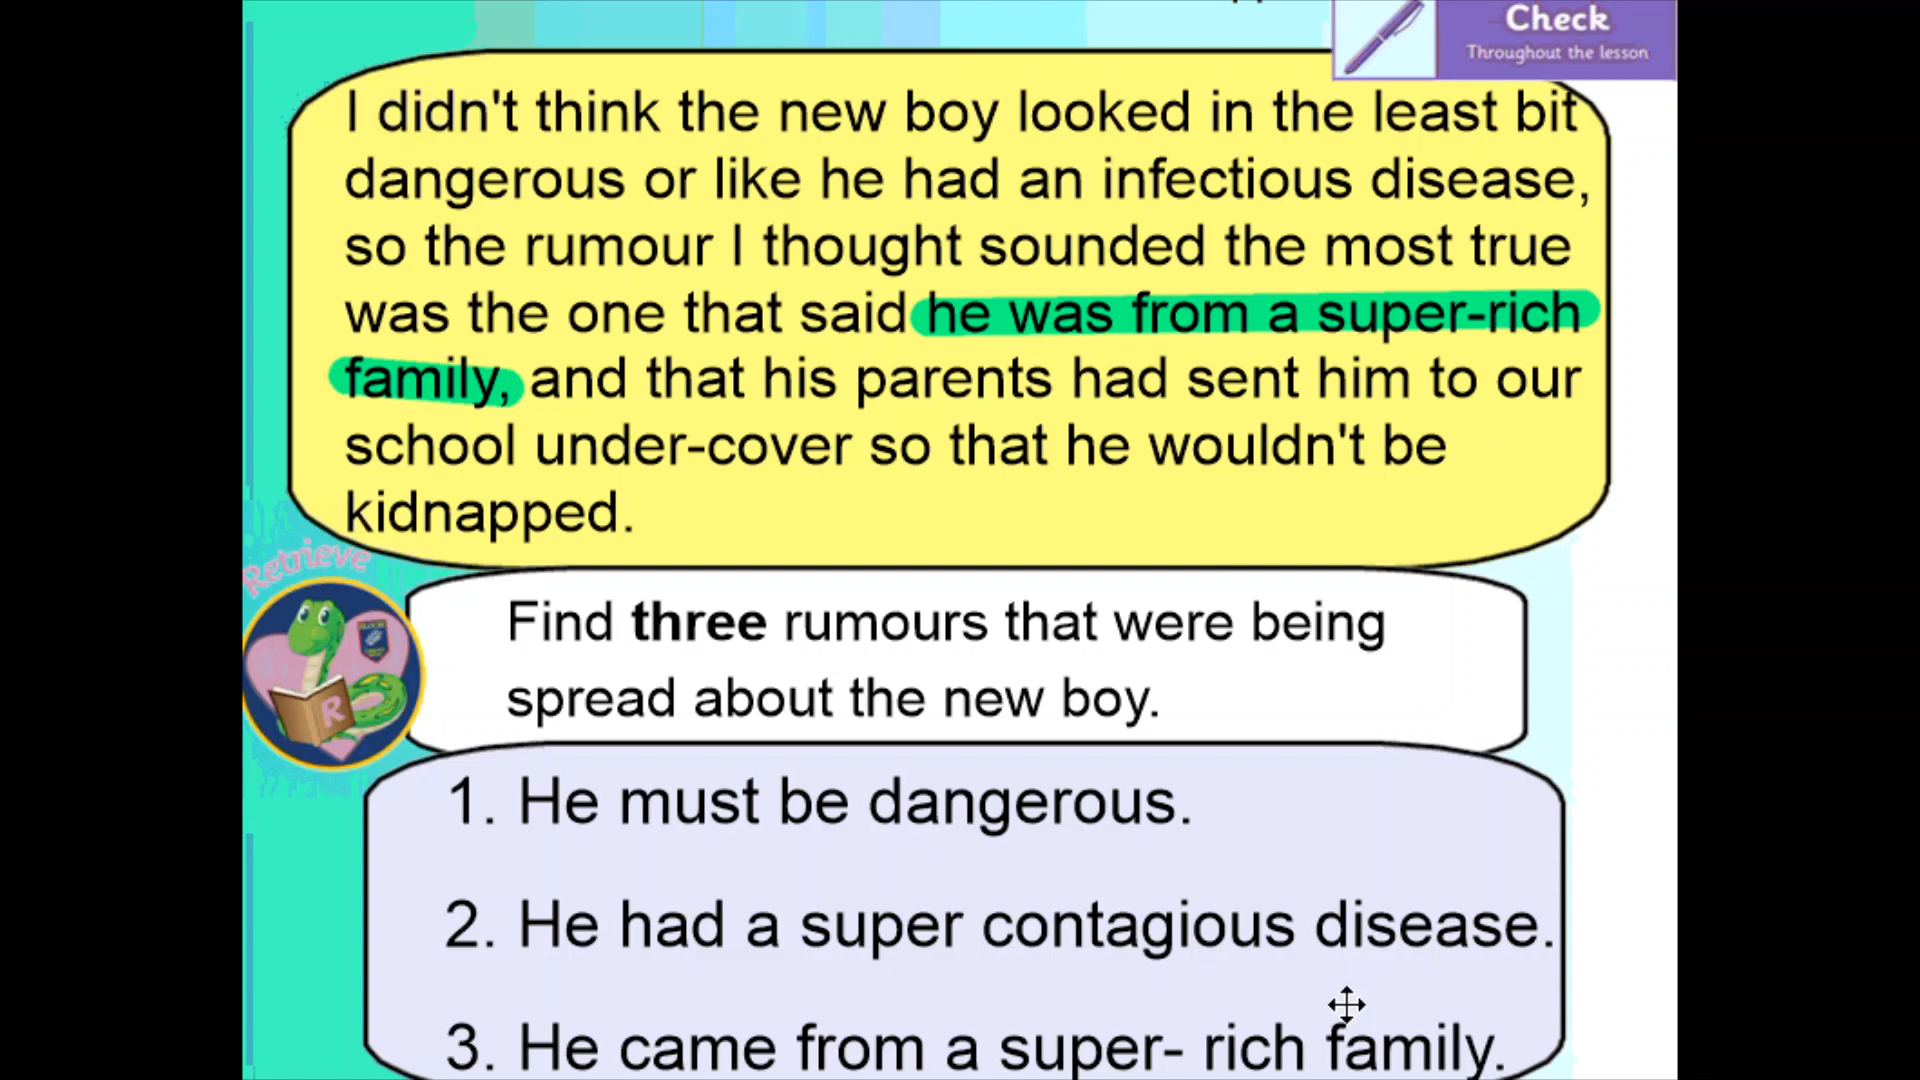 Check
Throughout the lesson
I didn't think the new boy looked in the least bit
dangerous or like he had an infectious disease,
so the rumour I thought sounded the most true
was the one that said he was from a super-rich
family, and that his parents had sent him to our
school under-cover so that he wouldn't be
kidnapped.
Retrieve
R
Find three rumours that were being
spread about the new boy.
1. He must be dangerous.
2. He had a super contagious disease.
3. He came from a super- rich family.